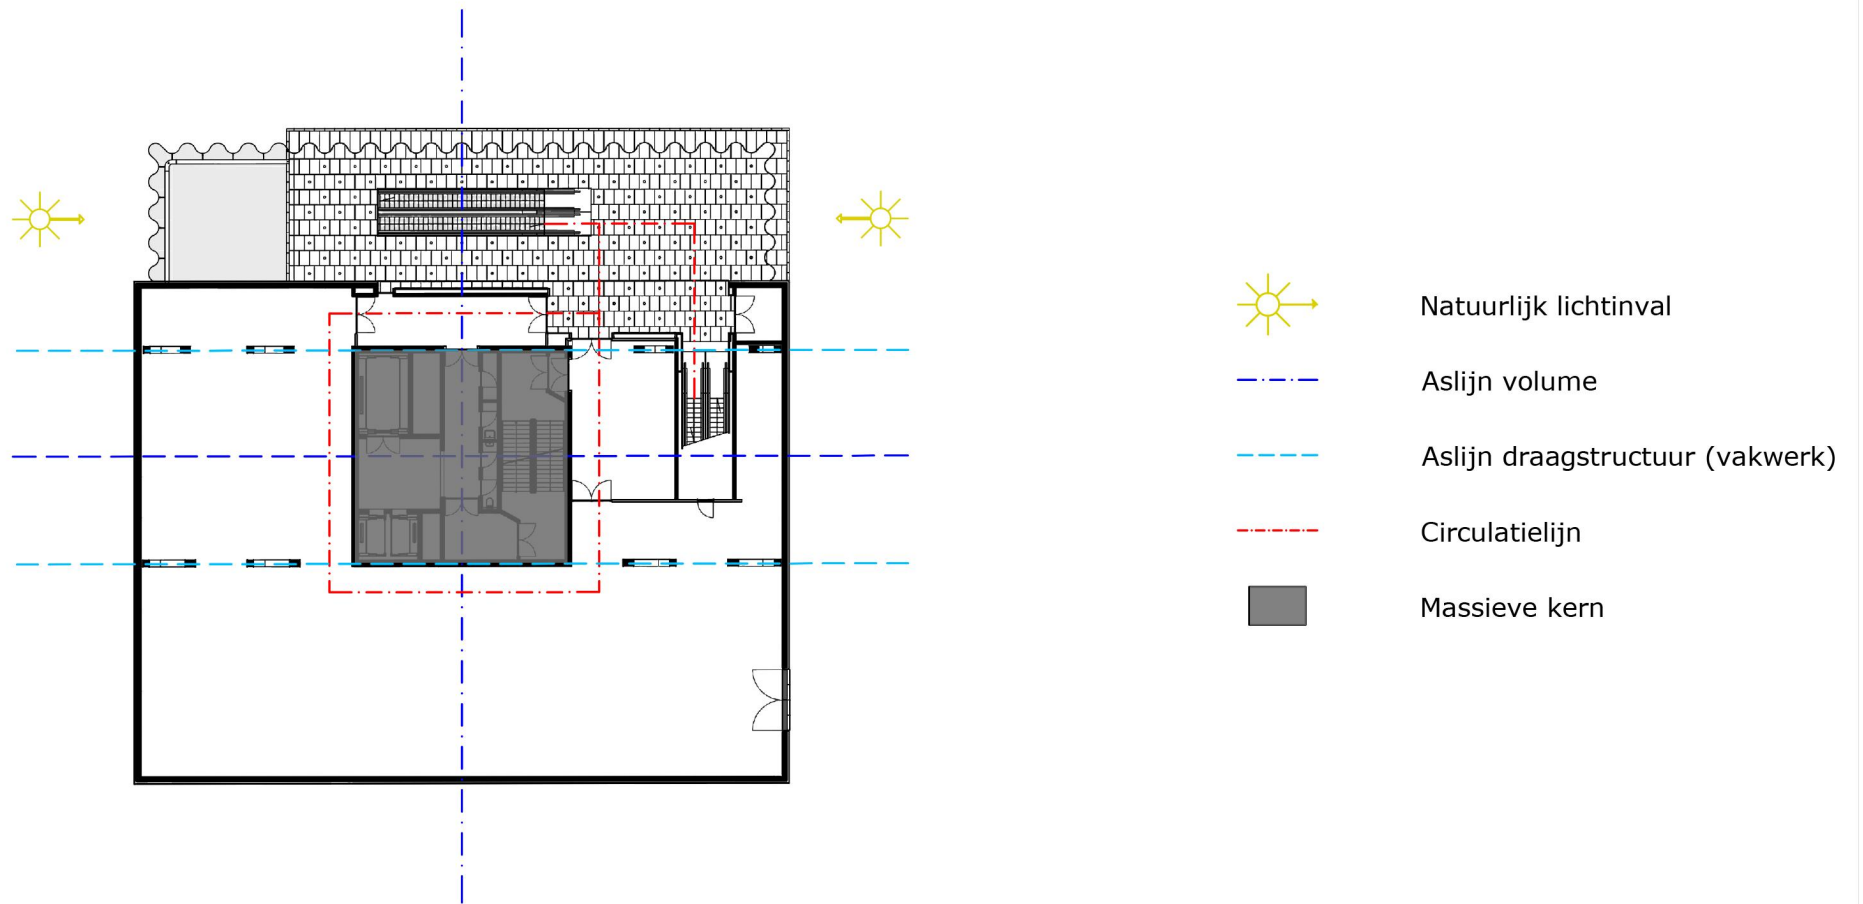 Natuurlijk lichtinval
Aslijn volume
Aslijn draagstructuur (vakwerk)
Circulatielijn
Massieve kern